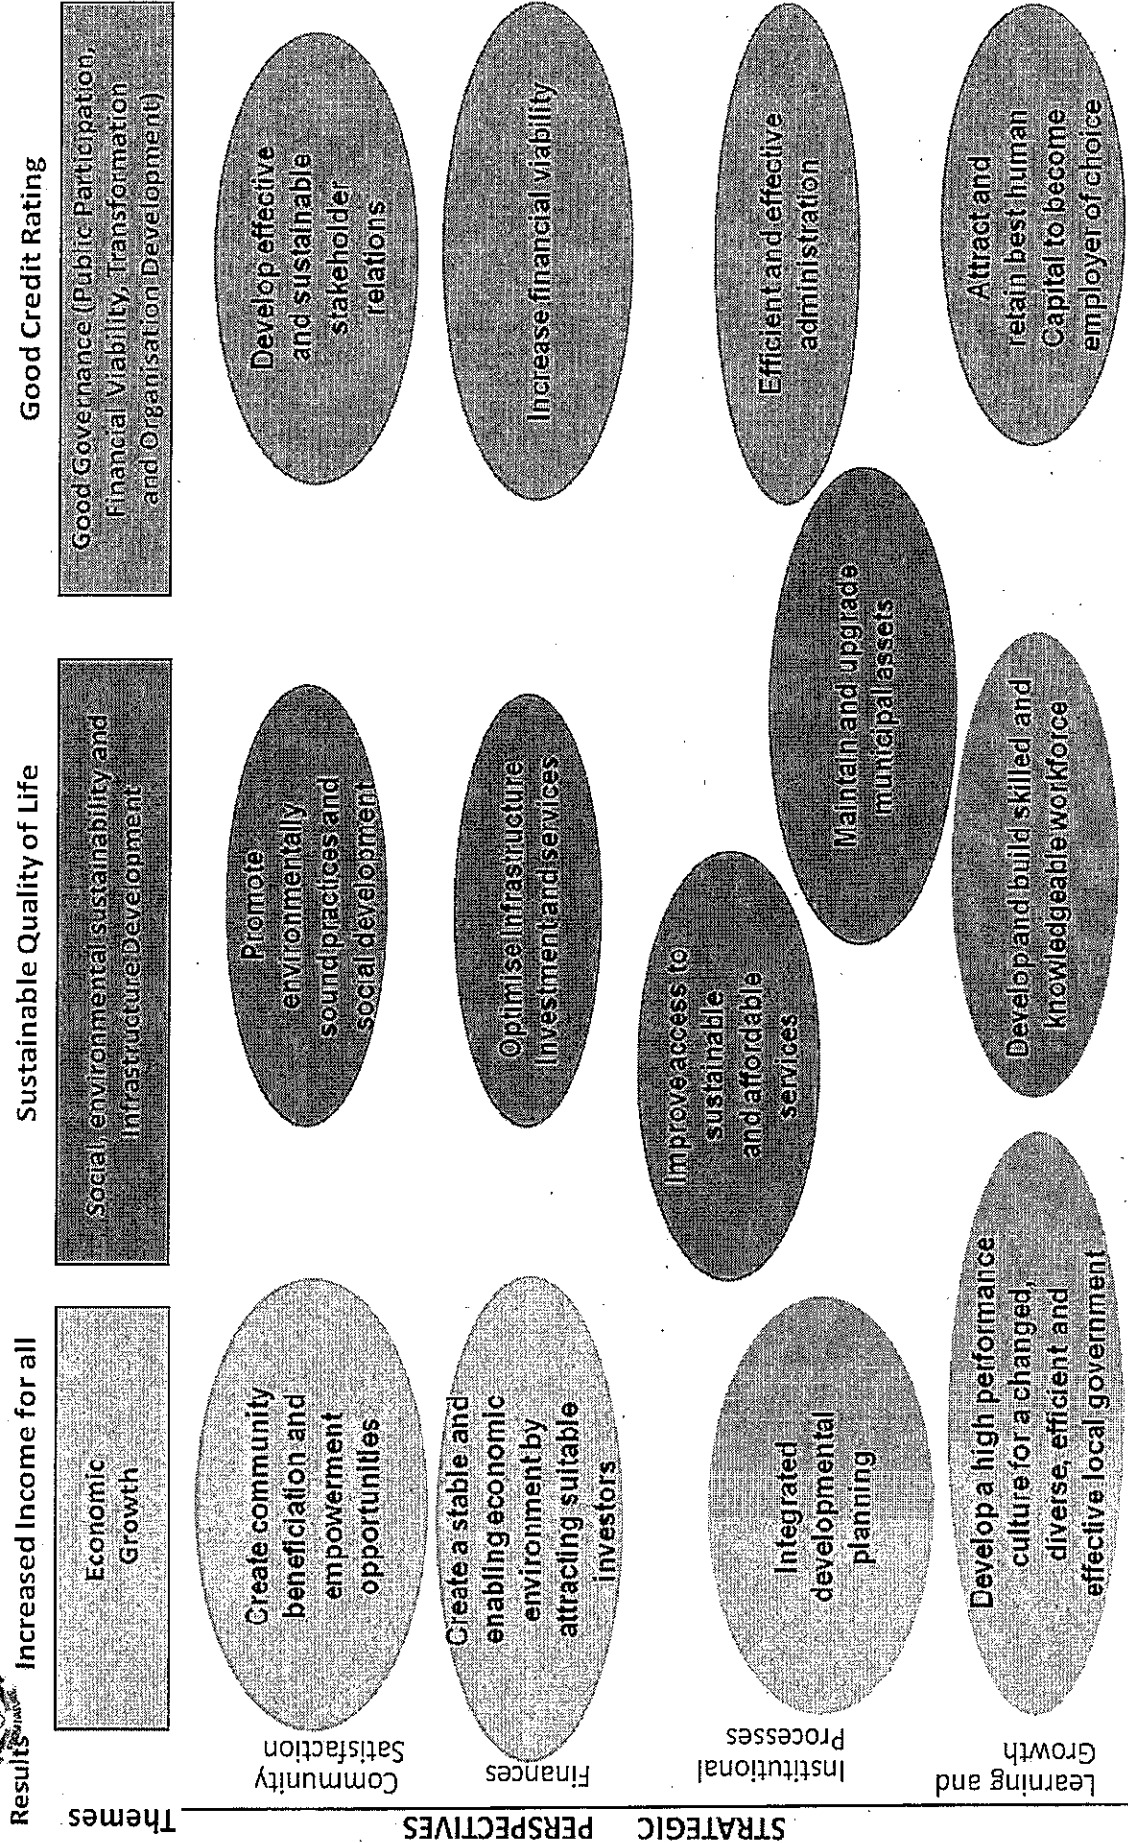 Results
Increased Income for all
Sustainable Quality of Life
Good Credit Rating
Themes
Economic
Growth
Social, environmental sustainability and
Infrastructure Development
Good Governance (Public Participation,
Financial Viability, Transformation
and Organisation Development)
STRATEGIC PERSPECTIVES
Community
Satisfaction
Create community
beneficiation and
empowerment
opportunities
Promote
environmentally
sound practices and
social development
Develop effective
and sustainable
stakeholder
relations
Finances
Create a stable and
enabling economic
environment by
attracting suitable
investors
Optimise infrastructure
Investment and services
Increase financial viability
Institutional
Processes
Integrated
developmental
planning
Improve access to
sustainable
and affordable
services
Maintain and upgrade
municipal assets
Efficient and effective
administration
Learning and
Growth
Develop a high performance
culture for a changed,
diverse, efficient and
effective local government
Develop and build skilled and
knowledgeable workforce
Attract and
retain best human
Capital to become
employer of choice